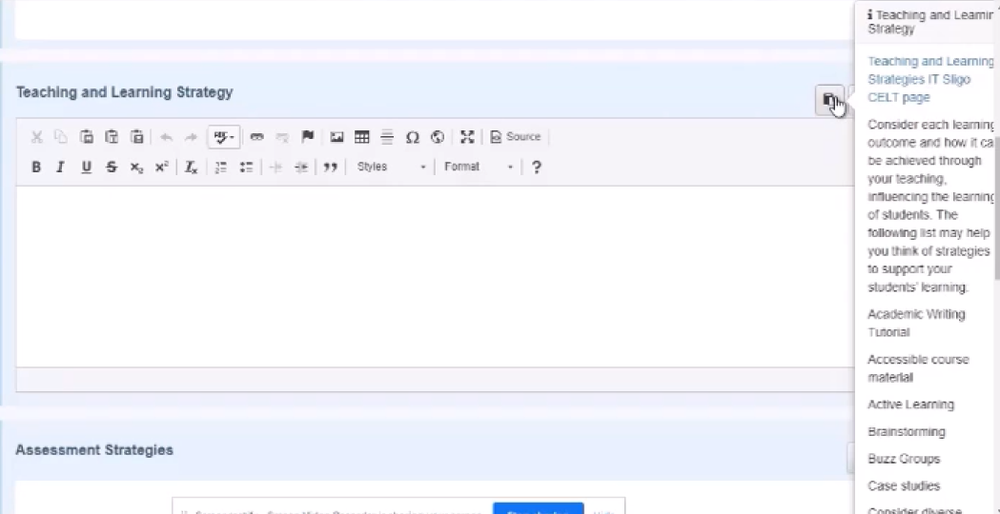 Teaching and Learnin
Strategy
Teaching and Learning
Strategies IT Sligo
CELT page
Consider each learning
outcome and how it ca
be achieved through
your teaching,
influencing the learning
of students. The
following list may help
you think of strategies
to support your
students' learning.
Academic Writing
Tutorial
Accessible course
material
Active Learning
Brainstorming
Buzz Groups
Case studies
Consider diverse
Teaching and Learning Strategy
ABC
Source
B I U S x₂ x² Ix Styles Format ?
Assessment Strategies